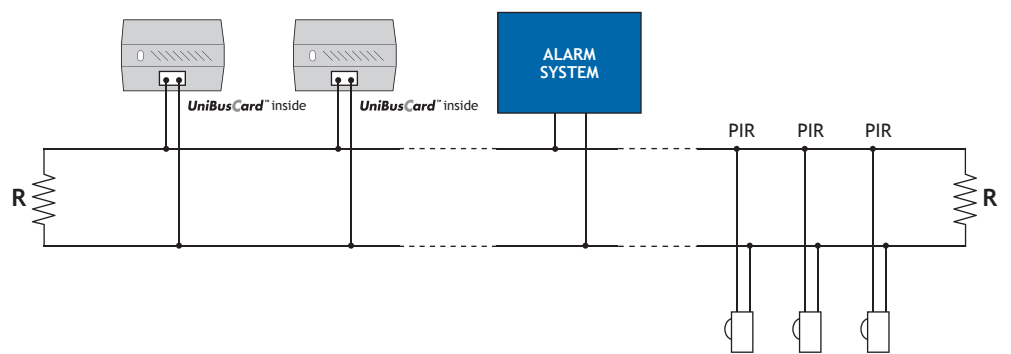 ALARM
SYSTEM
UniBusCard™ inside
UniBusCard™ inside
PIR
PIR
PIR
R
R